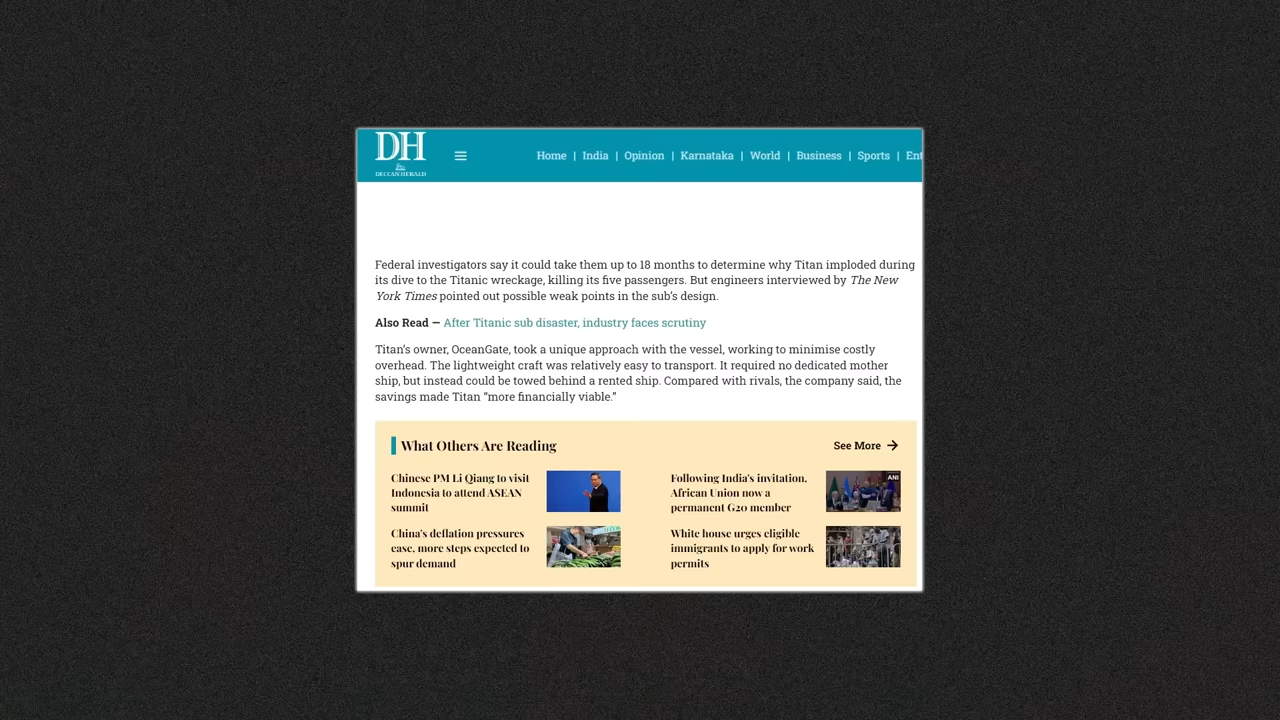 DH
DECCAN HERALD
Home | India | Opinion | Karnataka | World | Business | Sports | Ent
Federal investigators say it could take them up to 18 months to determine why Titan imploded during
its dive to the Titanic wreckage, killing its five passengers. But engineers interviewed by The New
York Times pointed out possible weak points in the sub's design.
Also Read — After Titanic sub disaster, industry faces scrutiny
Titan's owner, OceanGate, took a unique approach with the vessel, working to minimise costly
overhead. The lightweight craft was relatively easy to transport. It required no dedicated mother
ship, but instead could be towed behind a rented ship. Compared with rivals, the company said, the
savings made Titan “more financially viable.”
What Others Are Reading
See More
Chinese PM Li Qiang to visit
Indonesia to attend ASEAN
summit
Following India's invitation,
African Union now a
permanent G20 member
ANI
China's deflation pressures
ease, more steps expected to
spur demand
White house urges eligible
immigrants to apply for work
permits